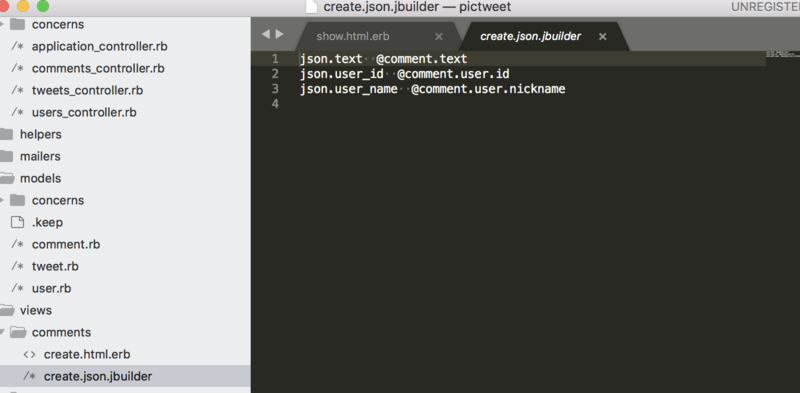 create.json.jbuilder — pictweet
UNREGISTER
concerns
/* application_controller.rb
/* comments_controller.rb
/* tweets_controller.rb
/* users_controller.rb
helpers
mailers
models
concerns
.keep
/* comment.rb
/* tweet.rb
/* user.rb
views
comments
<> create.html.erb
/* create.json.jbuilder
show.html.erb ×
create.json.jbuilder ×
1 json.text··@comment.text
2 json.user_id··@comment.user.id
3 json.user_name··@comment.user.nickname
4